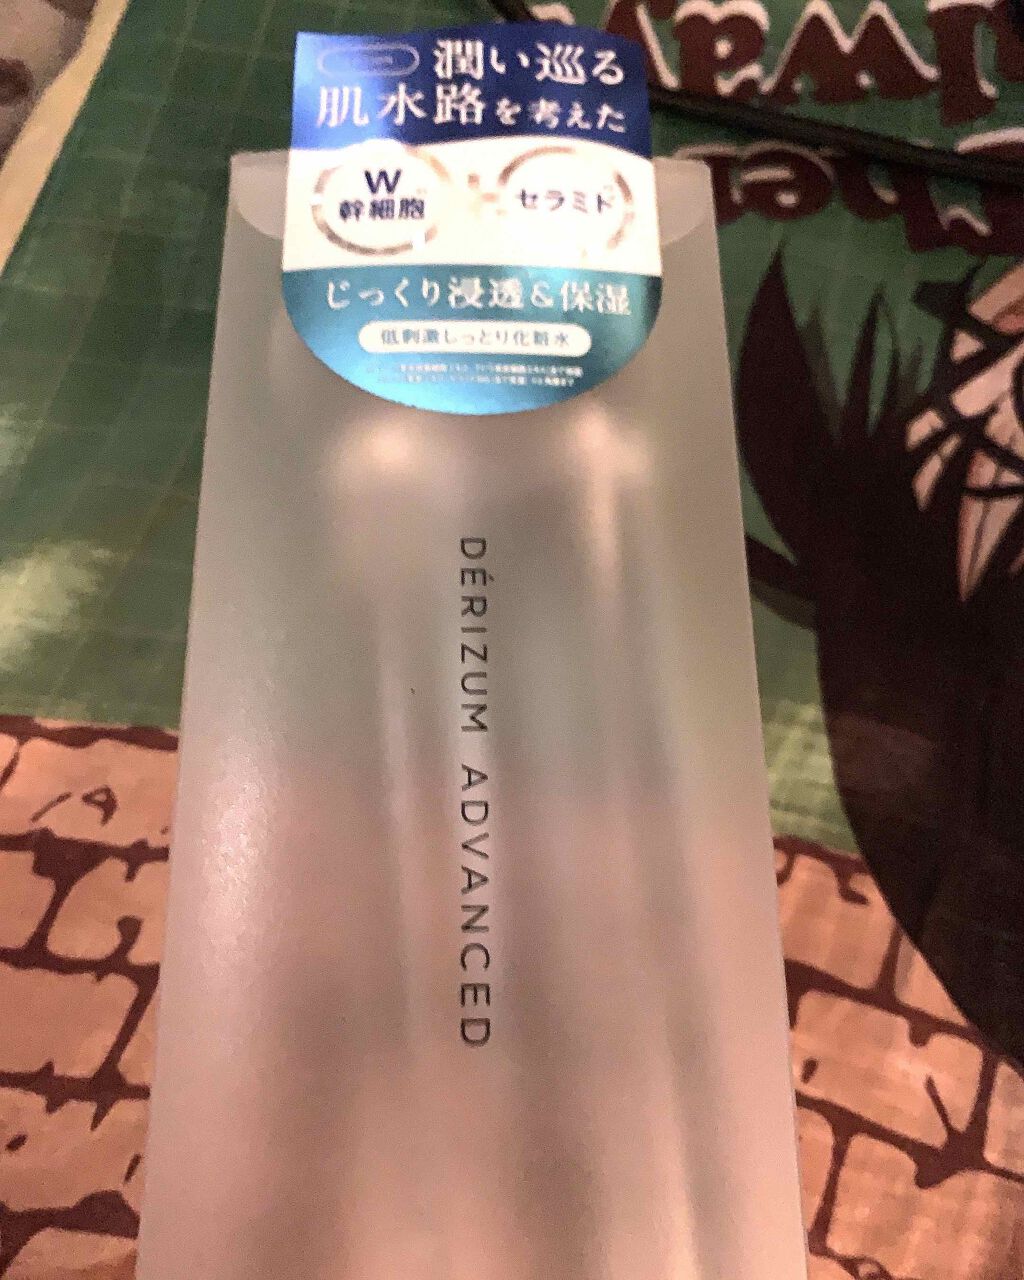 潤い巡る
肌水路を考えた
W
幹細胞
セラミド
じっくり浸透&保湿
低刺激しっとり化粧水
DÉRIZUM ADVANCED